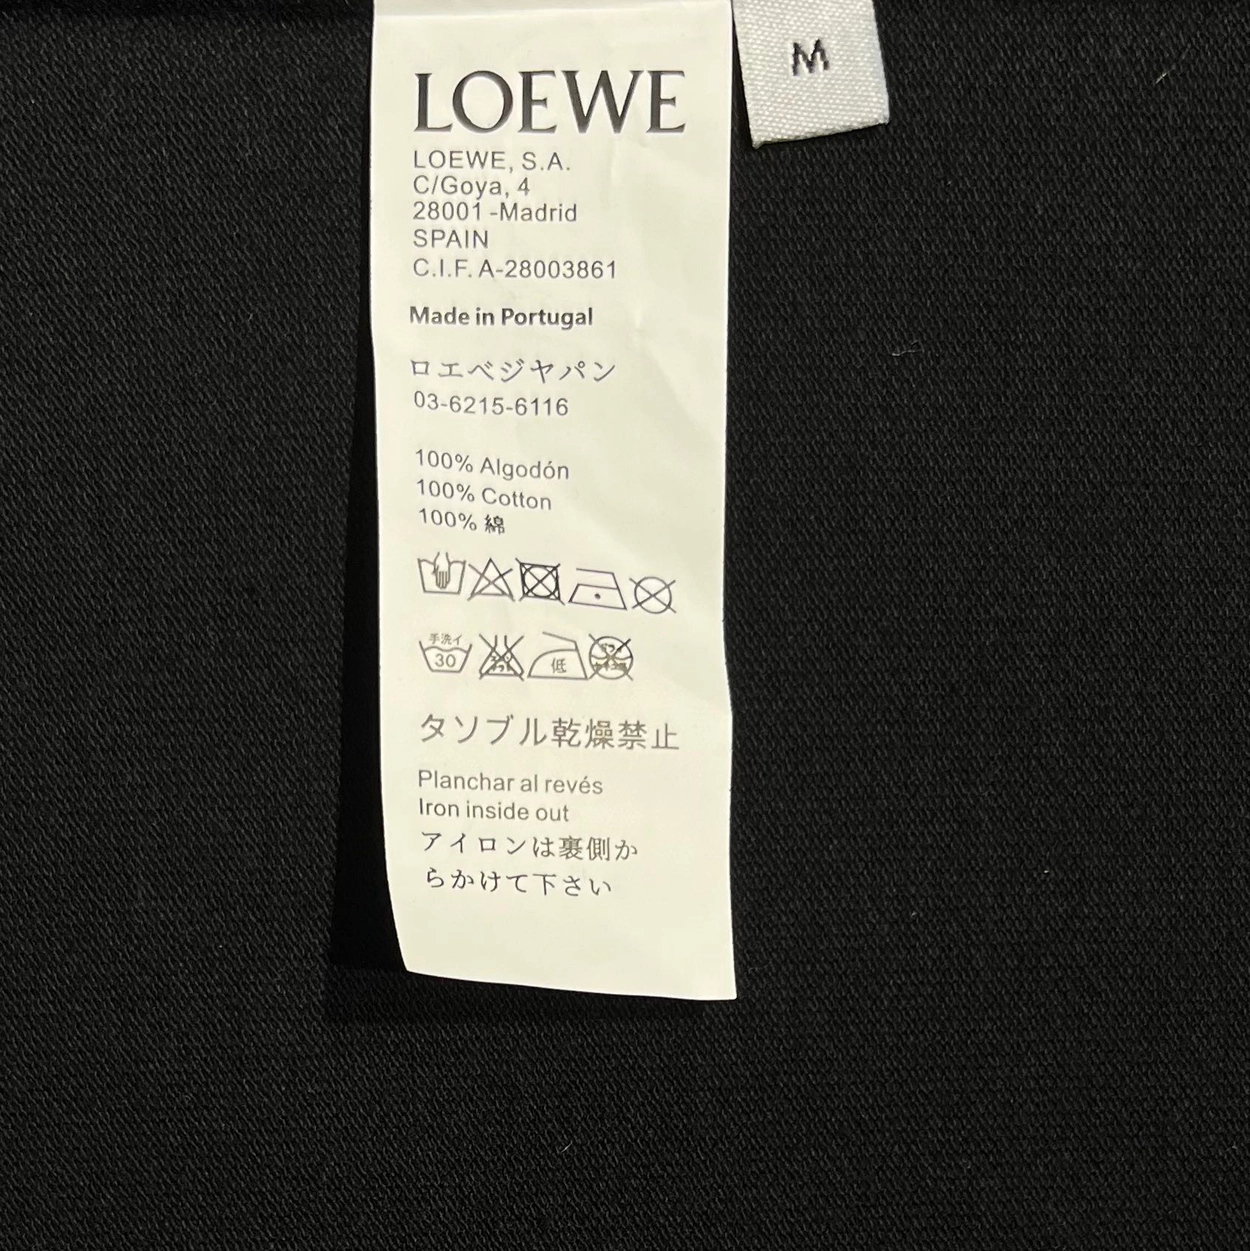 LOEWE
M
LOEWE, S.A.
C/Goya, 4
28001 -Madrid
SPAIN
C.I.F. A-28003861
Made in Portugal
ロエベジヤパン
03-6215-6116
100% Algodón
100% Cotton
100% 綿
手洗イ
30
低
タソブル乾燥禁止
Planchar al revés
Iron inside out
アイロンは裏側か
らかけて下さい